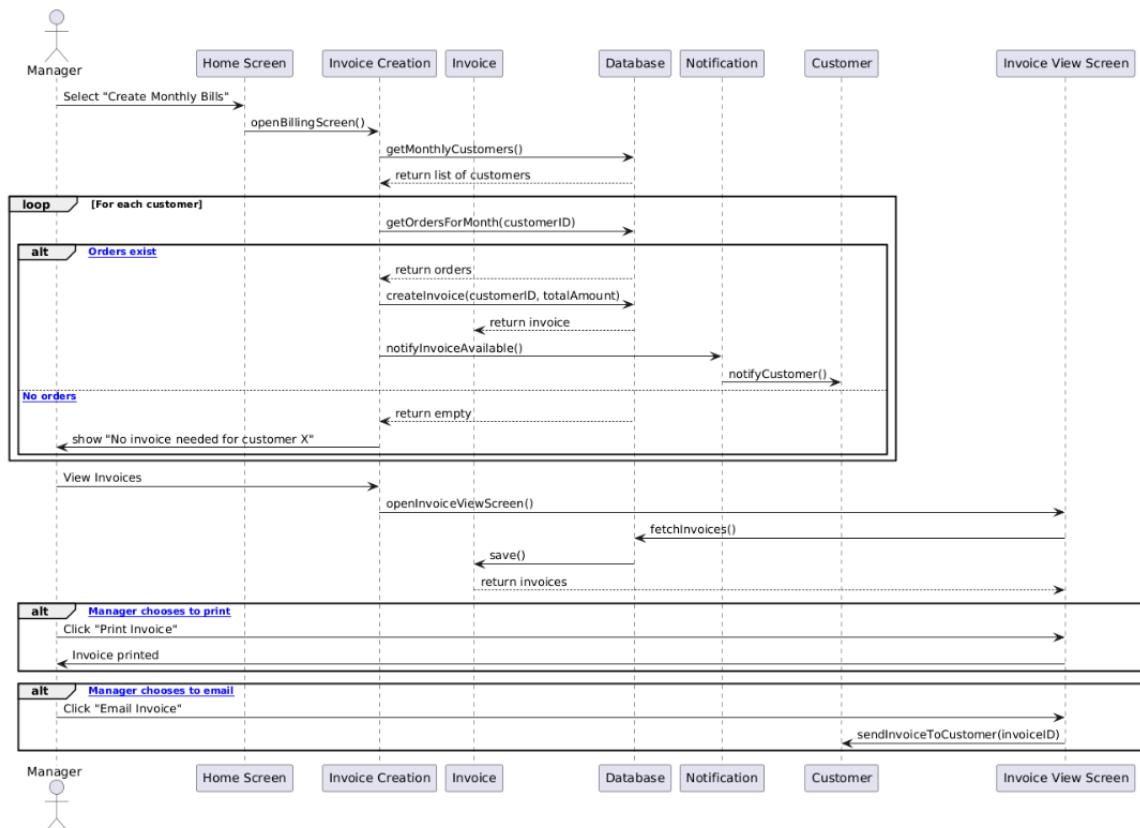 Manager
Home Screen
Invoice Creation
Invoice
Database
Notification
Customer
Invoice View Screen
Select "Create Monthly Bills"
openBillingScreen()
getMonthlyCustomers()
return list of customers
loop [For each customer]
getOrdersForMonth(customerID)
alt Orders exist
return orders
createInvoice(customerID, totalAmount)
return invoice
notifyInvoiceAvailable()
notifyCustomer()
No orders
return empty
show "No invoice needed for customer X"
View Invoices
openInvoiceViewScreen()
fetchInvoices()
save()
return invoices
alt Manager chooses to print
Click "Print Invoice"
Invoice printed
alt Manager chooses to email
Click "Email Invoice"
sendInvoiceToCustomer(invoiceID)
Manager
Home Screen
Invoice Creation
Invoice
Database
Notification
Customer
Invoice View Screen